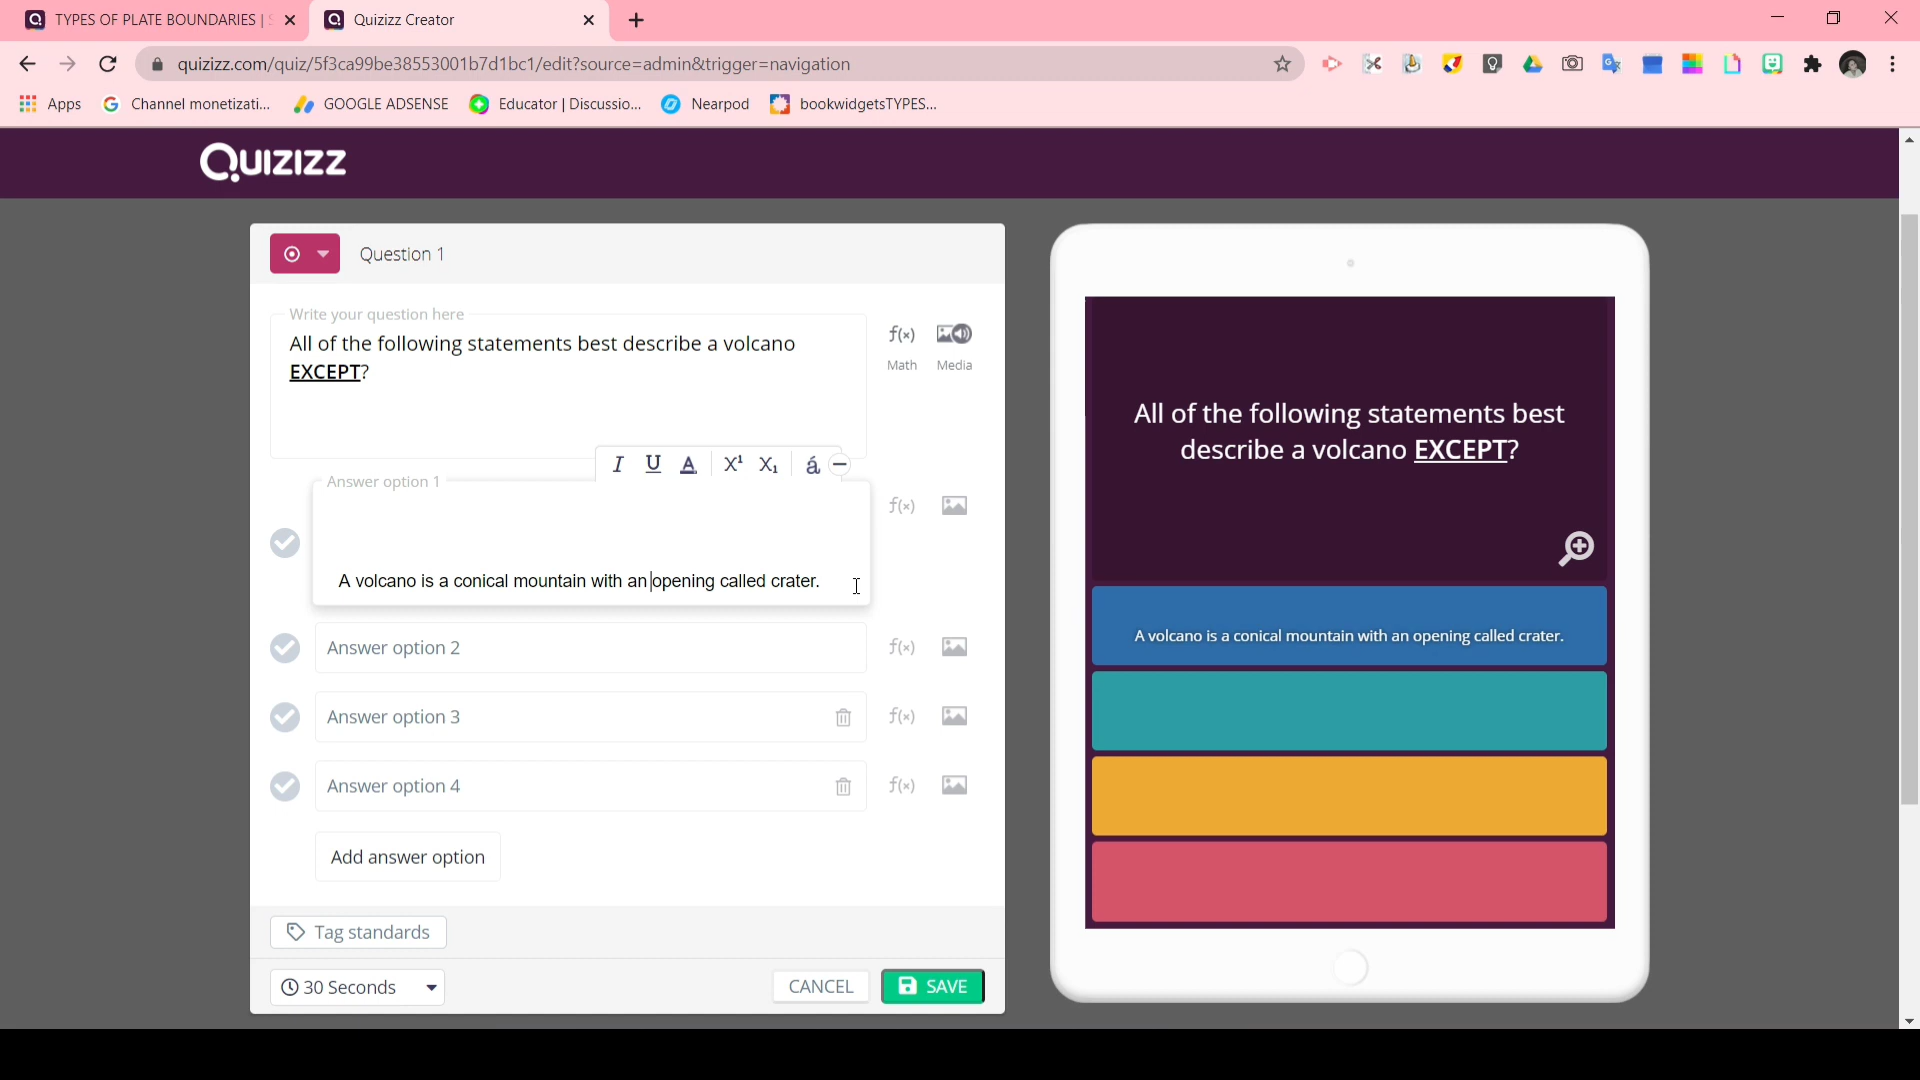 TYPES OF PLATE BOUNDARIES |
Quizizz Creator
quizizz.com/quiz/5f3ca99be38553001b7d1bc1/edit?source=admin&trigger=navigation
Apps
Channel monetizati...
GOOGLE ADSENSE
Educator | Discussio...
Nearpod
bookwidgetsTYPES...
Quizizz
Question 1
Write your question here
All of the following statements best describe a volcano
EXCEPT?
f(x)
Math
Media
I U A X¹ X₁ á
Answer option 1
f(x)
A volcano is a conical mountain with an opening called crater.
Answer option 2
f(x)
Answer option 3
f(x)
Answer option 4
f(x)
Add answer option
Tag standards
30 Seconds
CANCEL
SAVE
All of the following statements best
describe a volcano EXCEPT?
A volcano is a conical mountain with an opening called crater.